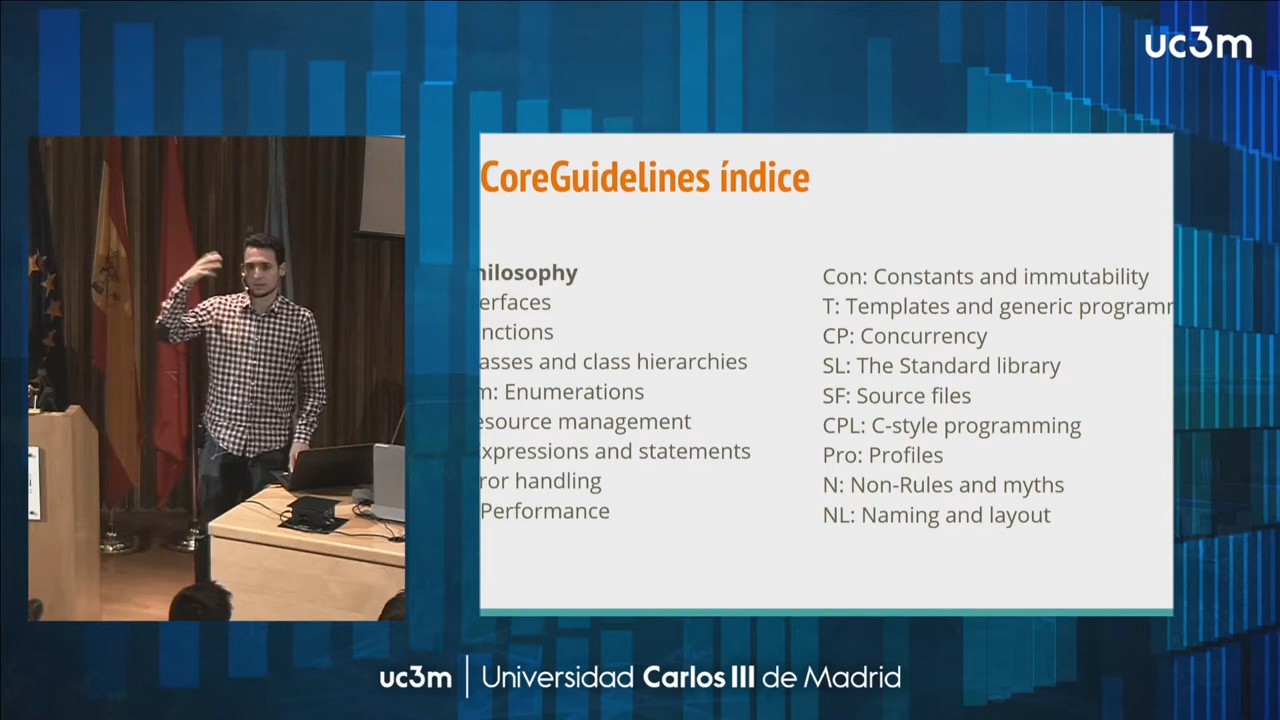 uc3m
CoreGuidelines índice
hilosophy
erfaces
nctions
asses and class hierarchies
m: Enumerations
esource management
xpressions and statements
ror handling
Performance
Con: Constants and immutability
T: Templates and generic programm
CP: Concurrency
SL: The Standard library
SF: Source files
CPL: C-style programming
Pro: Profiles
N: Non-Rules and myths
NL: Naming and layout
uc3m | Universidad Carlos III de Madrid